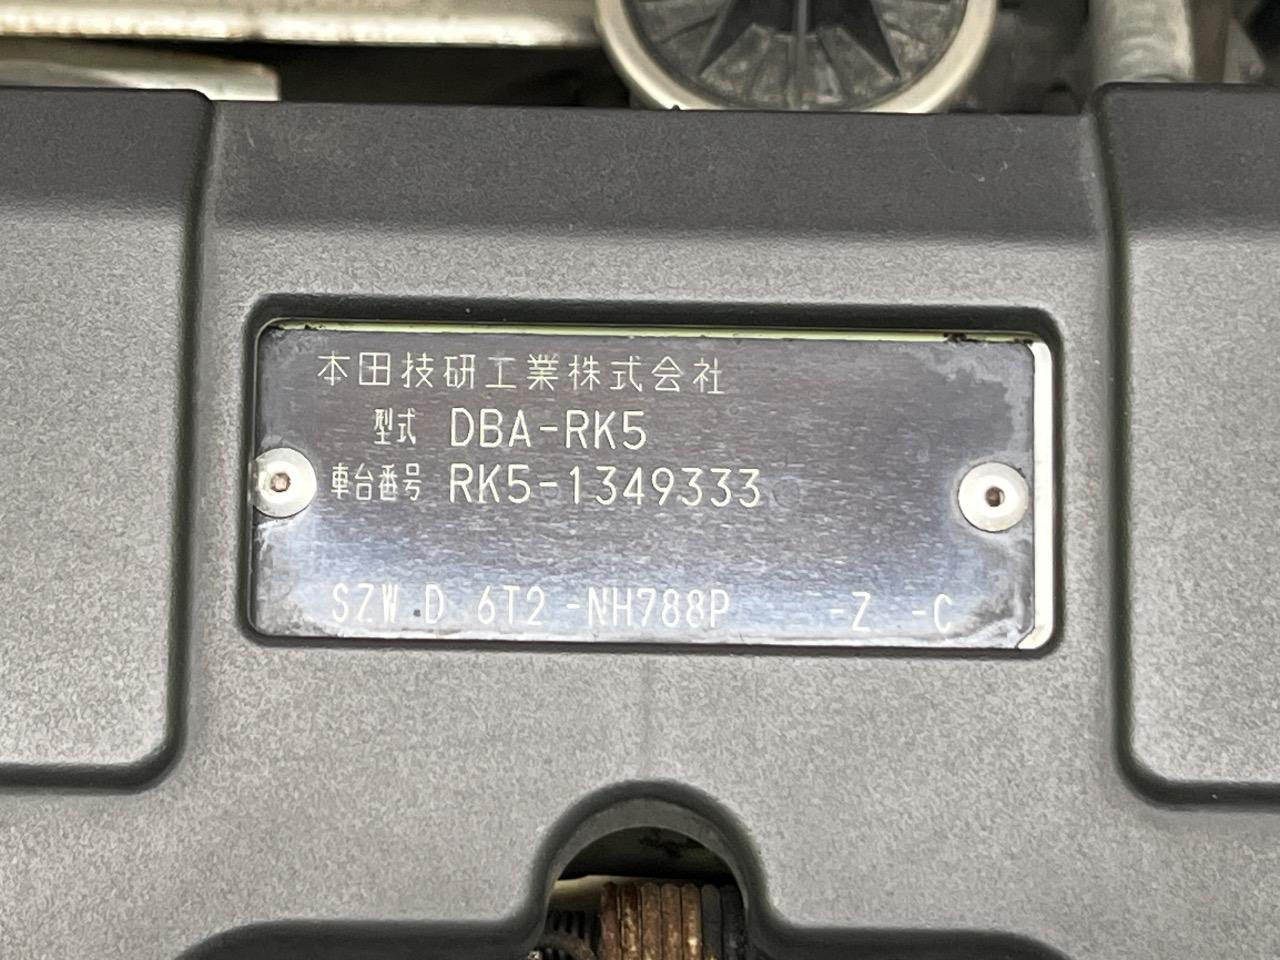 本田技研工業株式会社
型式 DBA-RK5
車台番号 RK5-1349333
SZW.D 6T2 -NH788P -Z -C